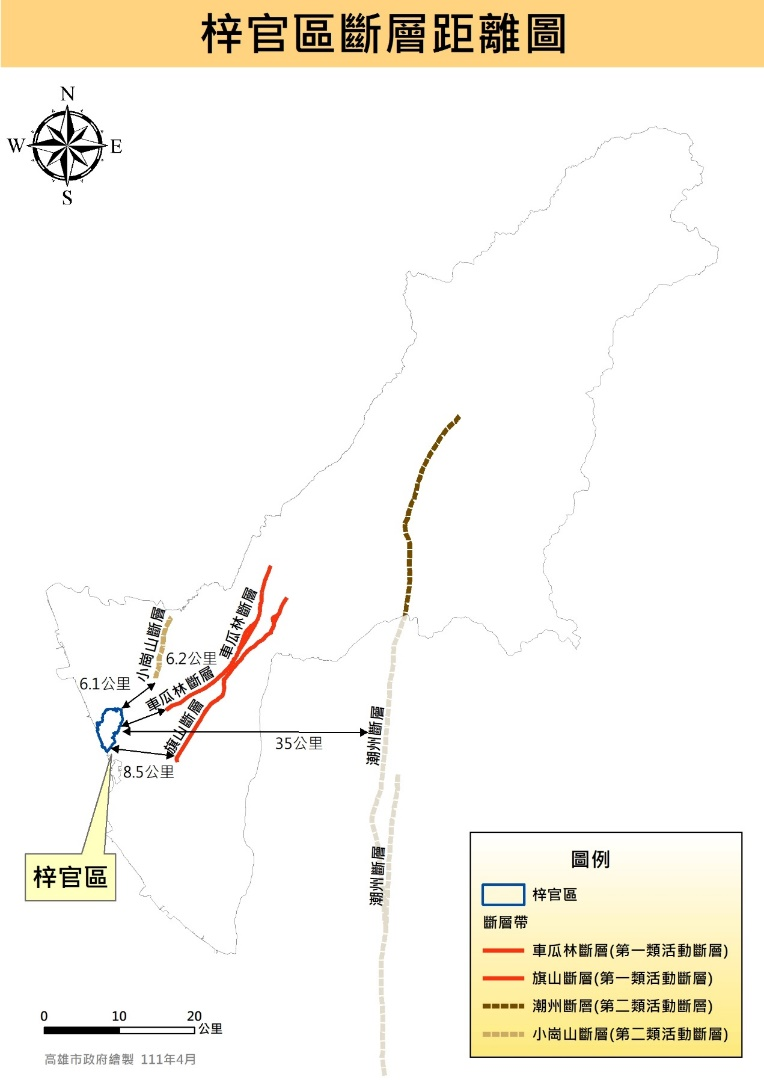 梓官區斷層距離圖
N
W
E
S
小崗山斷層
車瓜林斷層
6.2公里
6.1公里
車瓜林斷層
旗山斷層
潮州斷層
35公里
8.5公里
梓官區
潮州斷層
圖例
梓官區
斷層帶
車瓜林斷層(第一類活動斷層)
旗山斷層(第一類活動斷層)
潮州斷層(第二類活動斷層)
小崗山斷層(第二類活動斷層)
0 10 20
公里
高雄市政府繪製 111年4月